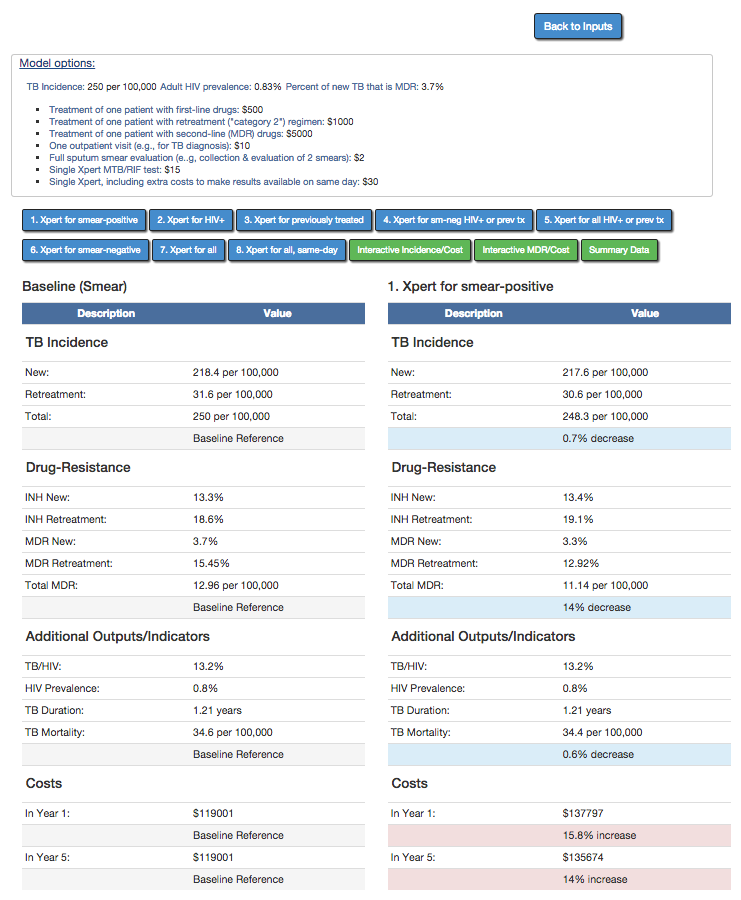 Back to Inputs
Model options:
TB Incidence: 250 per 100,000 Adult HIV prevalence: 0.83% Percent of new TB that is MDR: 3.7%
Treatment of one patient with first-line drugs: $500
Treatment of one patient with retreatment ("category 2") regimen: $1000
Treatment of one patient with second-line (MDR) drugs: $5000
One outpatient visit (e.g., for TB diagnosis): $10
Full sputum smear evaluation (e..g, collection & evaluation of 2 smears): $2
Single Xpert MTB/RIF test: $15
Single Xpert, including extra costs to make results available on same day: $30
1. Xpert for smear-positive 2. Xpert for HIV+ 3. Xpert for previously treated 4. Xpert for sm-neg HIV+ or prev tx 5. Xpert for all HIV+ or prev tx
6. Xpert for smear-negative 7. Xpert for all 8. Xpert for all, same-day Interactive Incidence/Cost Interactive MDR/Cost Summary Data
Baseline (Smear)
Description Value
TB Incidence
New: 218.4 per 100,000
Retreatment: 31.6 per 100,000
Total: 250 per 100,000
Baseline Reference
Drug-Resistance
INH New: 13.3%
INH Retreatment: 18.6%
MDR New: 3.7%
MDR Retreatment: 15.45%
Total MDR: 12.96 per 100,000
Baseline Reference
Additional Outputs/Indicators
TB/HIV: 13.2%
HIV Prevalence: 0.8%
TB Duration: 1.21 years
TB Mortality: 34.6 per 100,000
Baseline Reference
Costs
In Year 1: $119001
Baseline Reference
In Year 5: $119001
Baseline Reference
1. Xpert for smear-positive
Description Value
TB Incidence
New: 217.6 per 100,000
Retreatment: 30.6 per 100,000
Total: 248.3 per 100,000
0.7% decrease
Drug-Resistance
INH New: 13.4%
INH Retreatment: 19.1%
MDR New: 3.3%
MDR Retreatment: 12.92%
Total MDR: 11.14 per 100,000
14% decrease
Additional Outputs/Indicators
TB/HIV: 13.2%
HIV Prevalence: 0.8%
TB Duration: 1.21 years
TB Mortality: 34.4 per 100,000
0.6% decrease
Costs
In Year 1: $137797
15.8% increase
In Year 5: $135674
14% increase